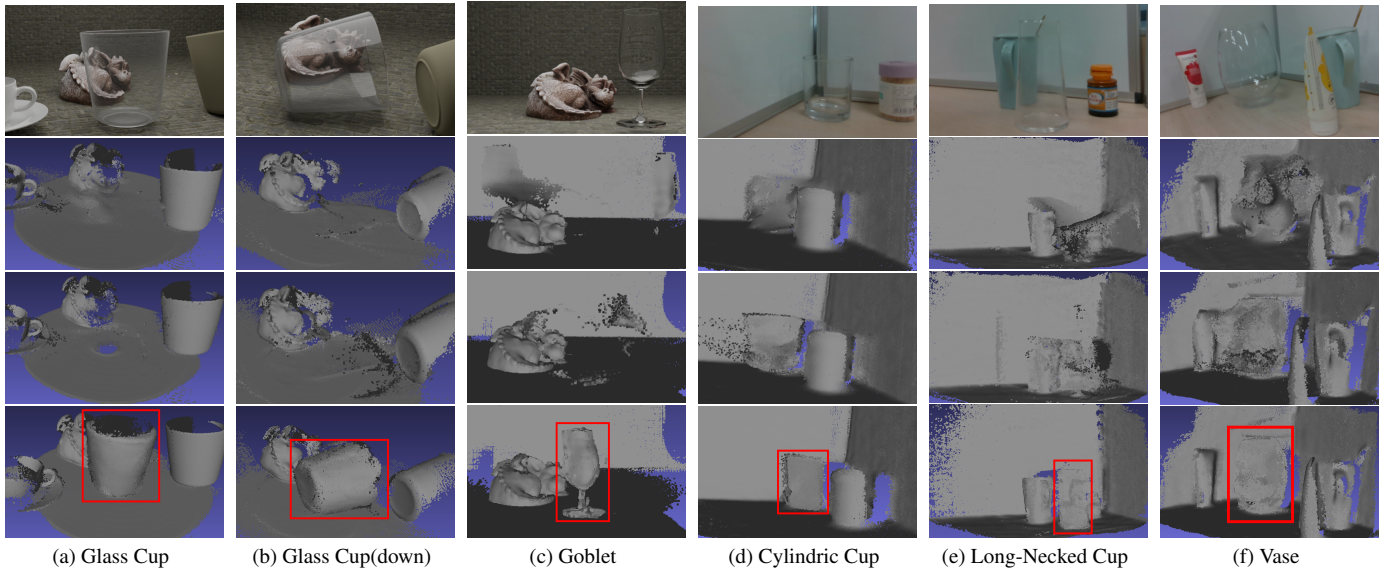 (a) Glass Cup
(b) Glass Cup(down)
(c) Goblet
(d) Cylindric Cup
(e) Long-Necked Cup
(f) Vase